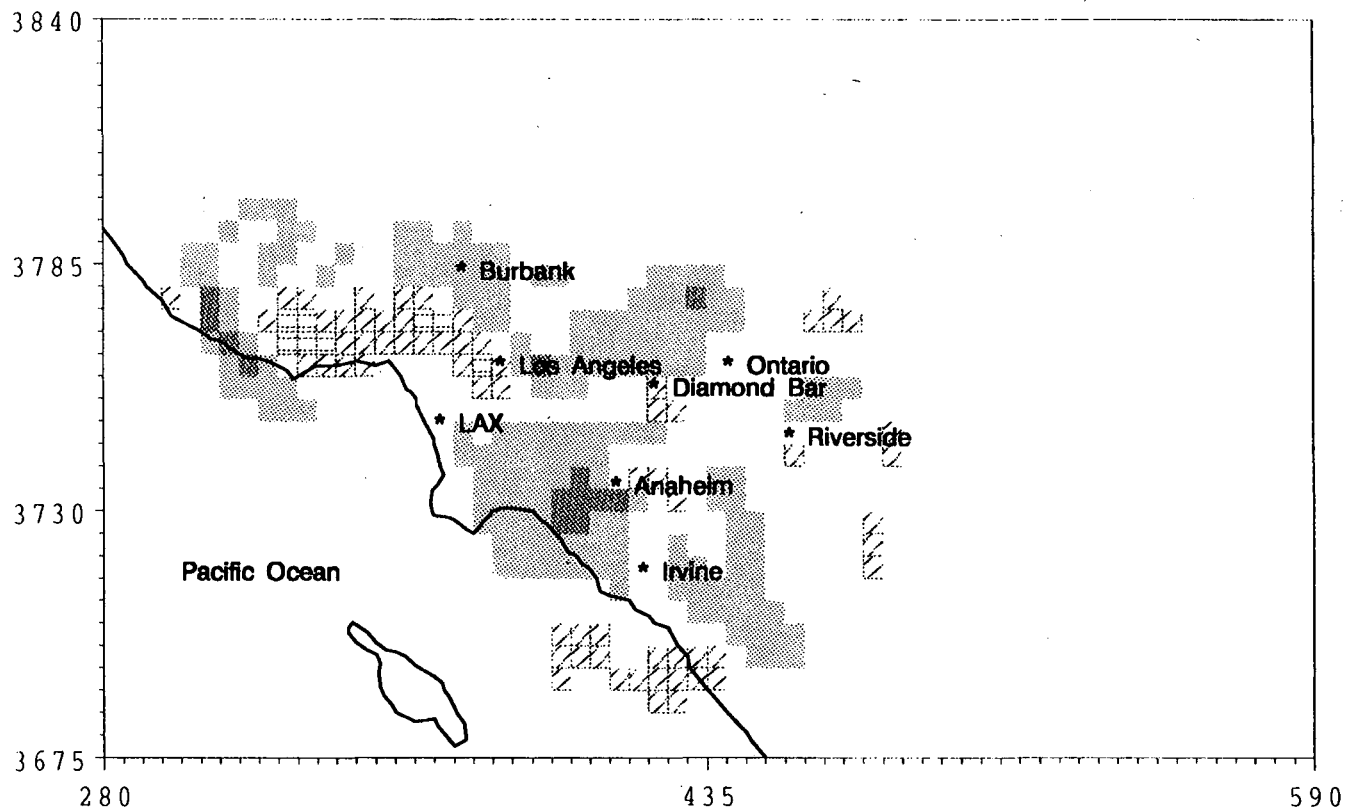 3840
3785
* Burbank
* Los Angeles
* Ontario
* Diamond Bar
* LAX
* Riverside
* Anaheim
3730
Pacific Ocean
* Irvine
3675
280 435 590